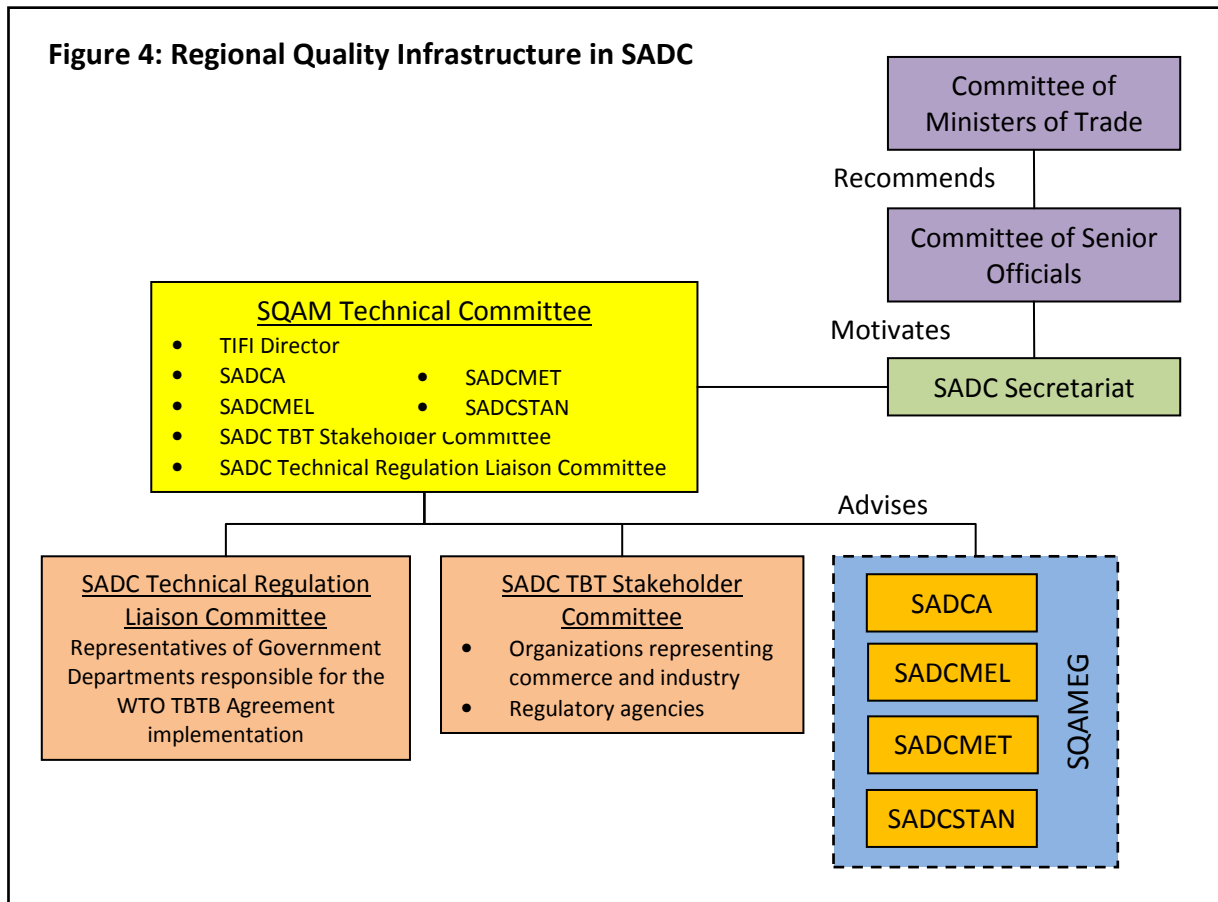 Figure 4: Regional Quality Infrastructure in SADC
Committee of
Ministers of Trade
Recommends
Committee of Senior
Officials
Motivates
SADC Secretariat
SQAM Technical Committee
• TIFI Director
• SADCA
• SADCMET
• SADCMEL
• SADCSTAN
• SADC TBT Stakeholder Committee
• SADC Technical Regulation Liaison Committee
Advises
SADC Technical Regulation
Liaison Committee
Representatives of Government
Departments responsible for the
WTO TBTB Agreement
implementation
SADC TBT Stakeholder
Committee
• Organizations representing
commerce and industry
• Regulatory agencies
SADCA
SADCMEL
SADCMET
SADCSTAN
SQAMEG